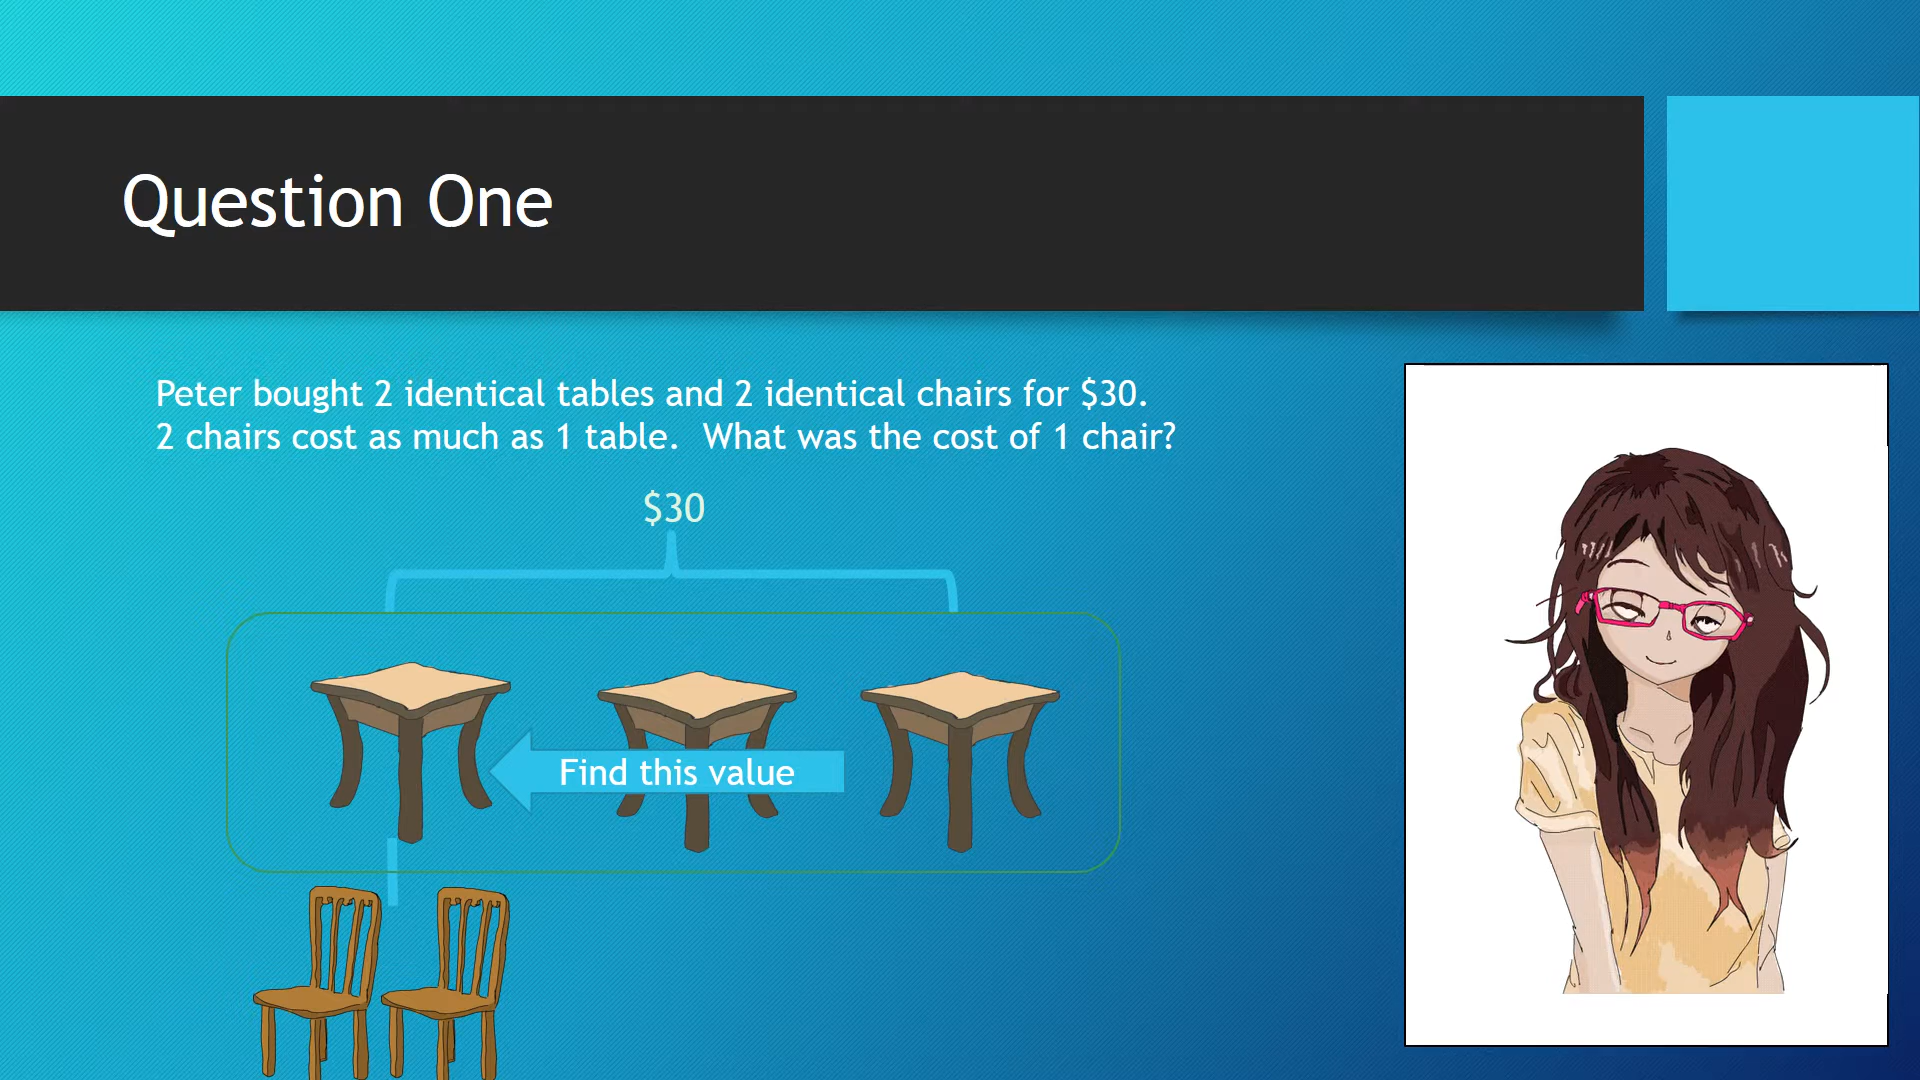 Question One
Peter bought 2 identical tables and 2 identical chairs for $30.
2 chairs cost as much as 1 table.  What was the cost of 1 chair?
$30
Find this value